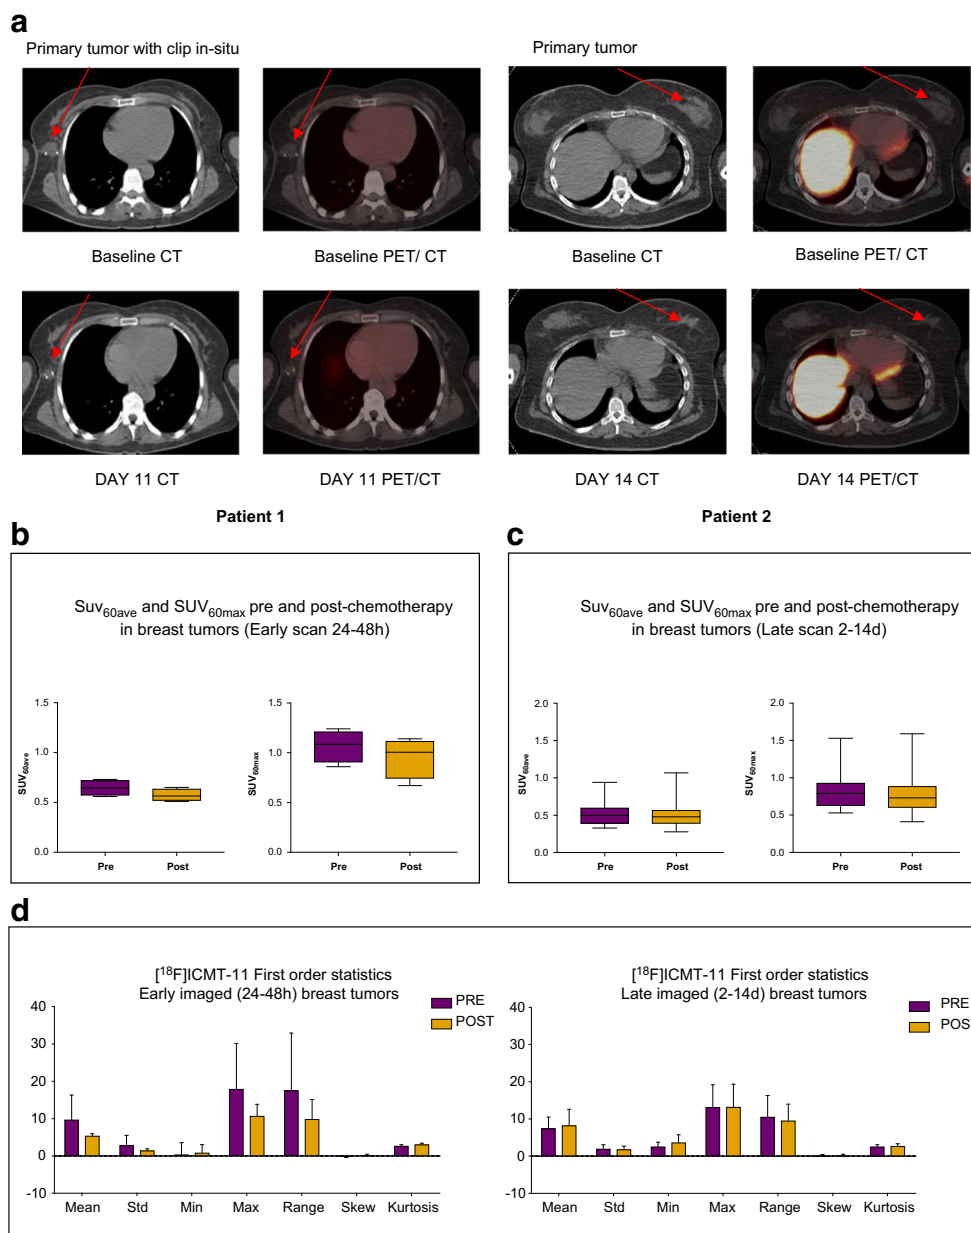 a
Primary tumor with clip in-situ
Primary tumor
Baseline CT
Baseline PET/ CT
Baseline CT
Baseline PET/ CT
DAY 11 CT
DAY 11 PET/CT
DAY 14 CT
DAY 14 PET/CT
Patient 1
Patient 2
b
Suv60ave and SUV60max pre and post-chemotherapy
in breast tumors (Early scan 24-48h)
SUV60ave
1.5
1.0
0.5
0.0
Pre
Post
SUV60max
1.5
1.0
0.5
0.0
Pre
Post
c
Suv60ave and SUV60max pre and post-chemotherapy
in breast tumors (Late scan 2-14d)
SUV60ave
2.0
1.5
1.0
0.5
0.0
Pre
Post
SUV60max
2.0
1.5
1.0
0.5
0.0
Pre
Post
d
[18F]ICMT-11 First order statistics
Early imaged (24-48h) breast tumors
PRE
POST
40
30
20
10
0
-10
Mean
Std
Min
Max
Range
Skew
Kurtosis
[18F]ICMT-11 First order statistics
Late imaged (2-14d) breast tumors
PRE
POST
40
30
20
10
0
-10
Mean
Std
Min
Max
Range
Skew
Kurtosis